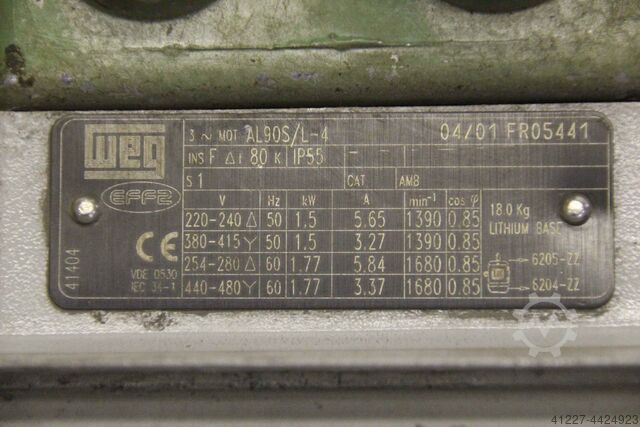 weg
3 ~ MOT AL90S/L-4 04/01 FR05441
INS F Δ t 80 K IP55 - -
S1 CAT AMB
EFF2
V Hz kW A min⁻¹ cos φ
220-240 Δ 50 1,5 5.65 1390 0.85
380-415 Y 50 1.5 3.27 1390 0.85
254-280 Δ 60 1.77 5.84 1680 0.85
440-480 Y 60 1.77 3.37 1680 0.85
18.0 Kg
LITHIUM BASE
6205-ZZ
6204-ZZ
CE
VDE 0530
IEC 34-1
41404
41227-4424923